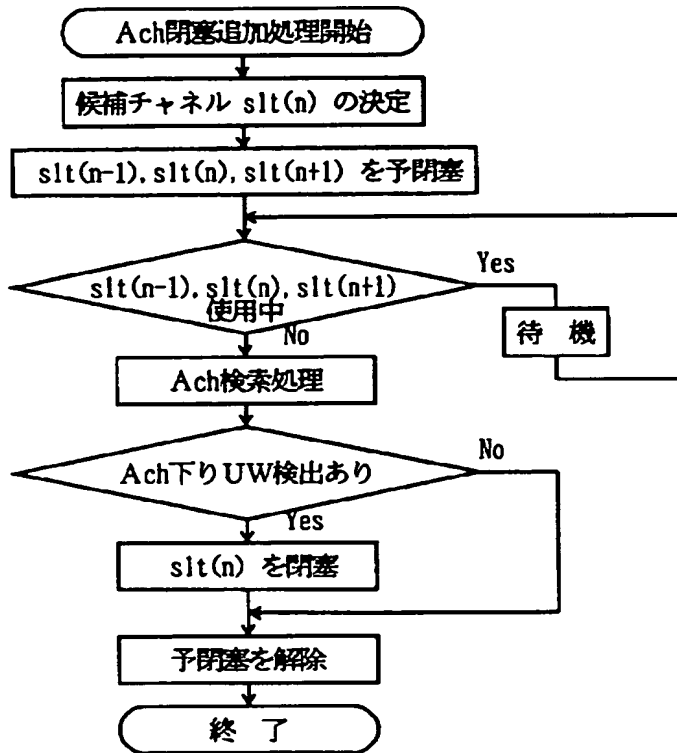 Ach閉塞追加処理開始
候補チャネル slt(n) の決定
slt(n-1), slt(n), slt(n+1) を予閉塞
slt(n-1), slt(n), slt(n+1)
使用中
Yes
待 機
No
Ach検索処理
Ach下りUW検出あり
No
Yes
slt(n) を閉塞
予閉塞を解除
終 了